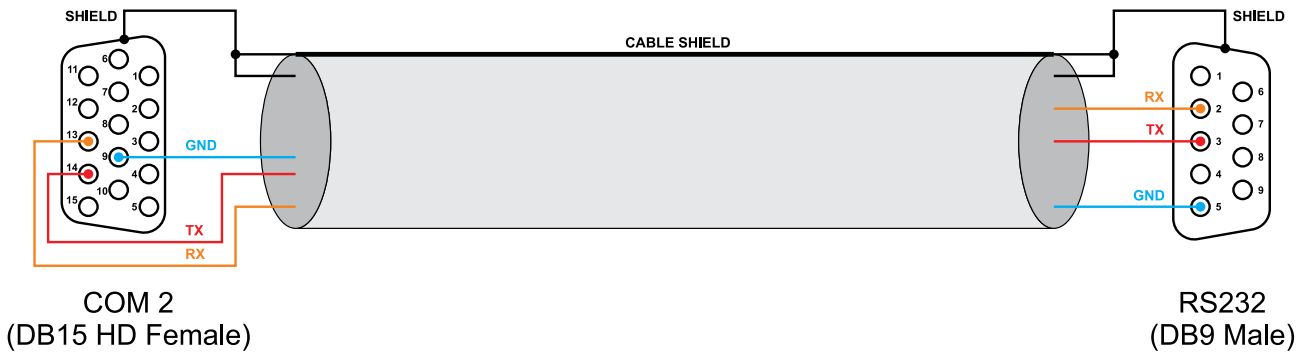 SHIELD
CABLE SHIELD
SHIELD
6
11
1
7
12
2
8
13
3
9
14
4
10
15
5
GND
TX
RX
RX
TX
GND
1
6
2
7
3
8
4
9
5
COM 2
(DB15 HD Female)
RS232
(DB9 Male)